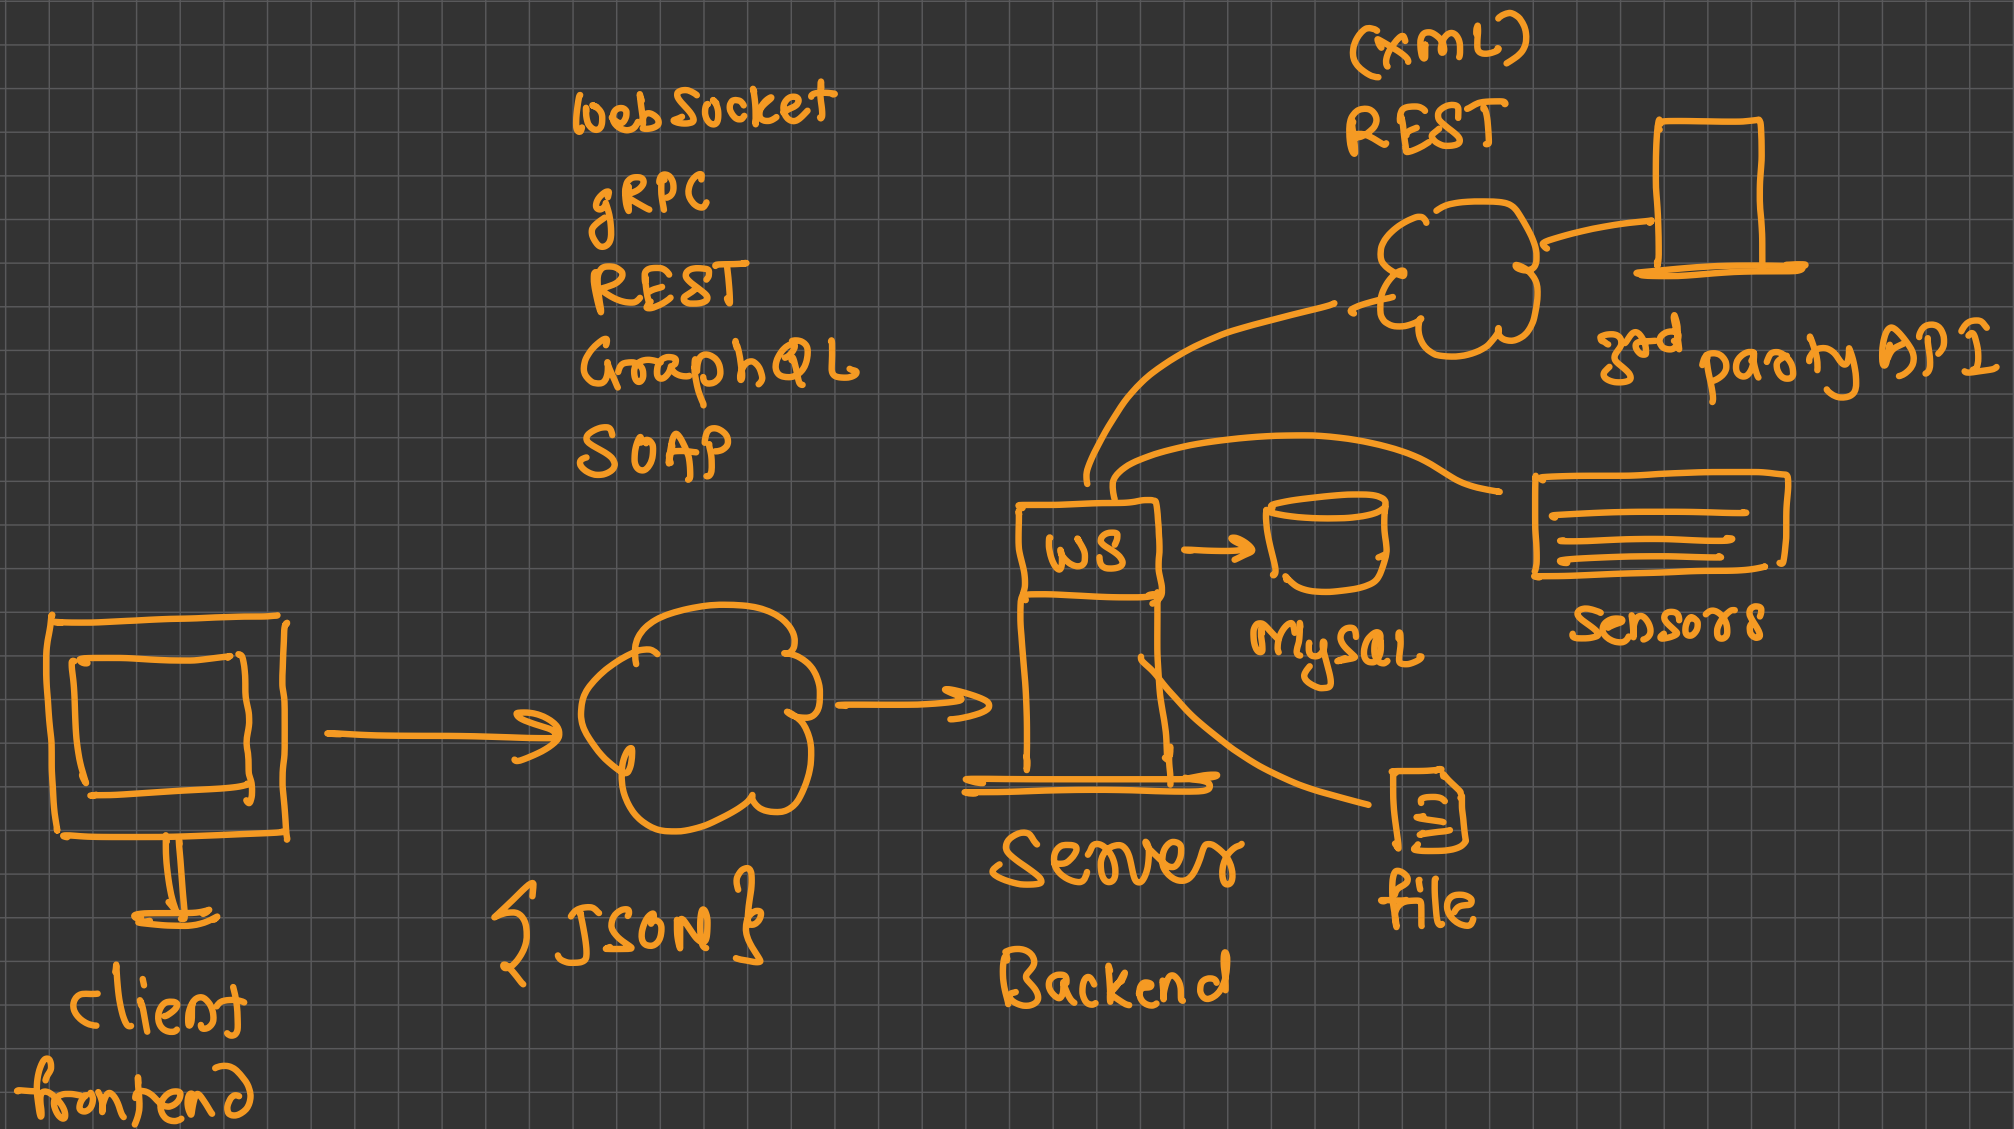 (XML)
REST
WebSocket
gRPC
REST
GraphQL
SOAP
3rd party API
WS
MySQL
Sensors
{ JSON }
Server
Backend
file
client
frontend